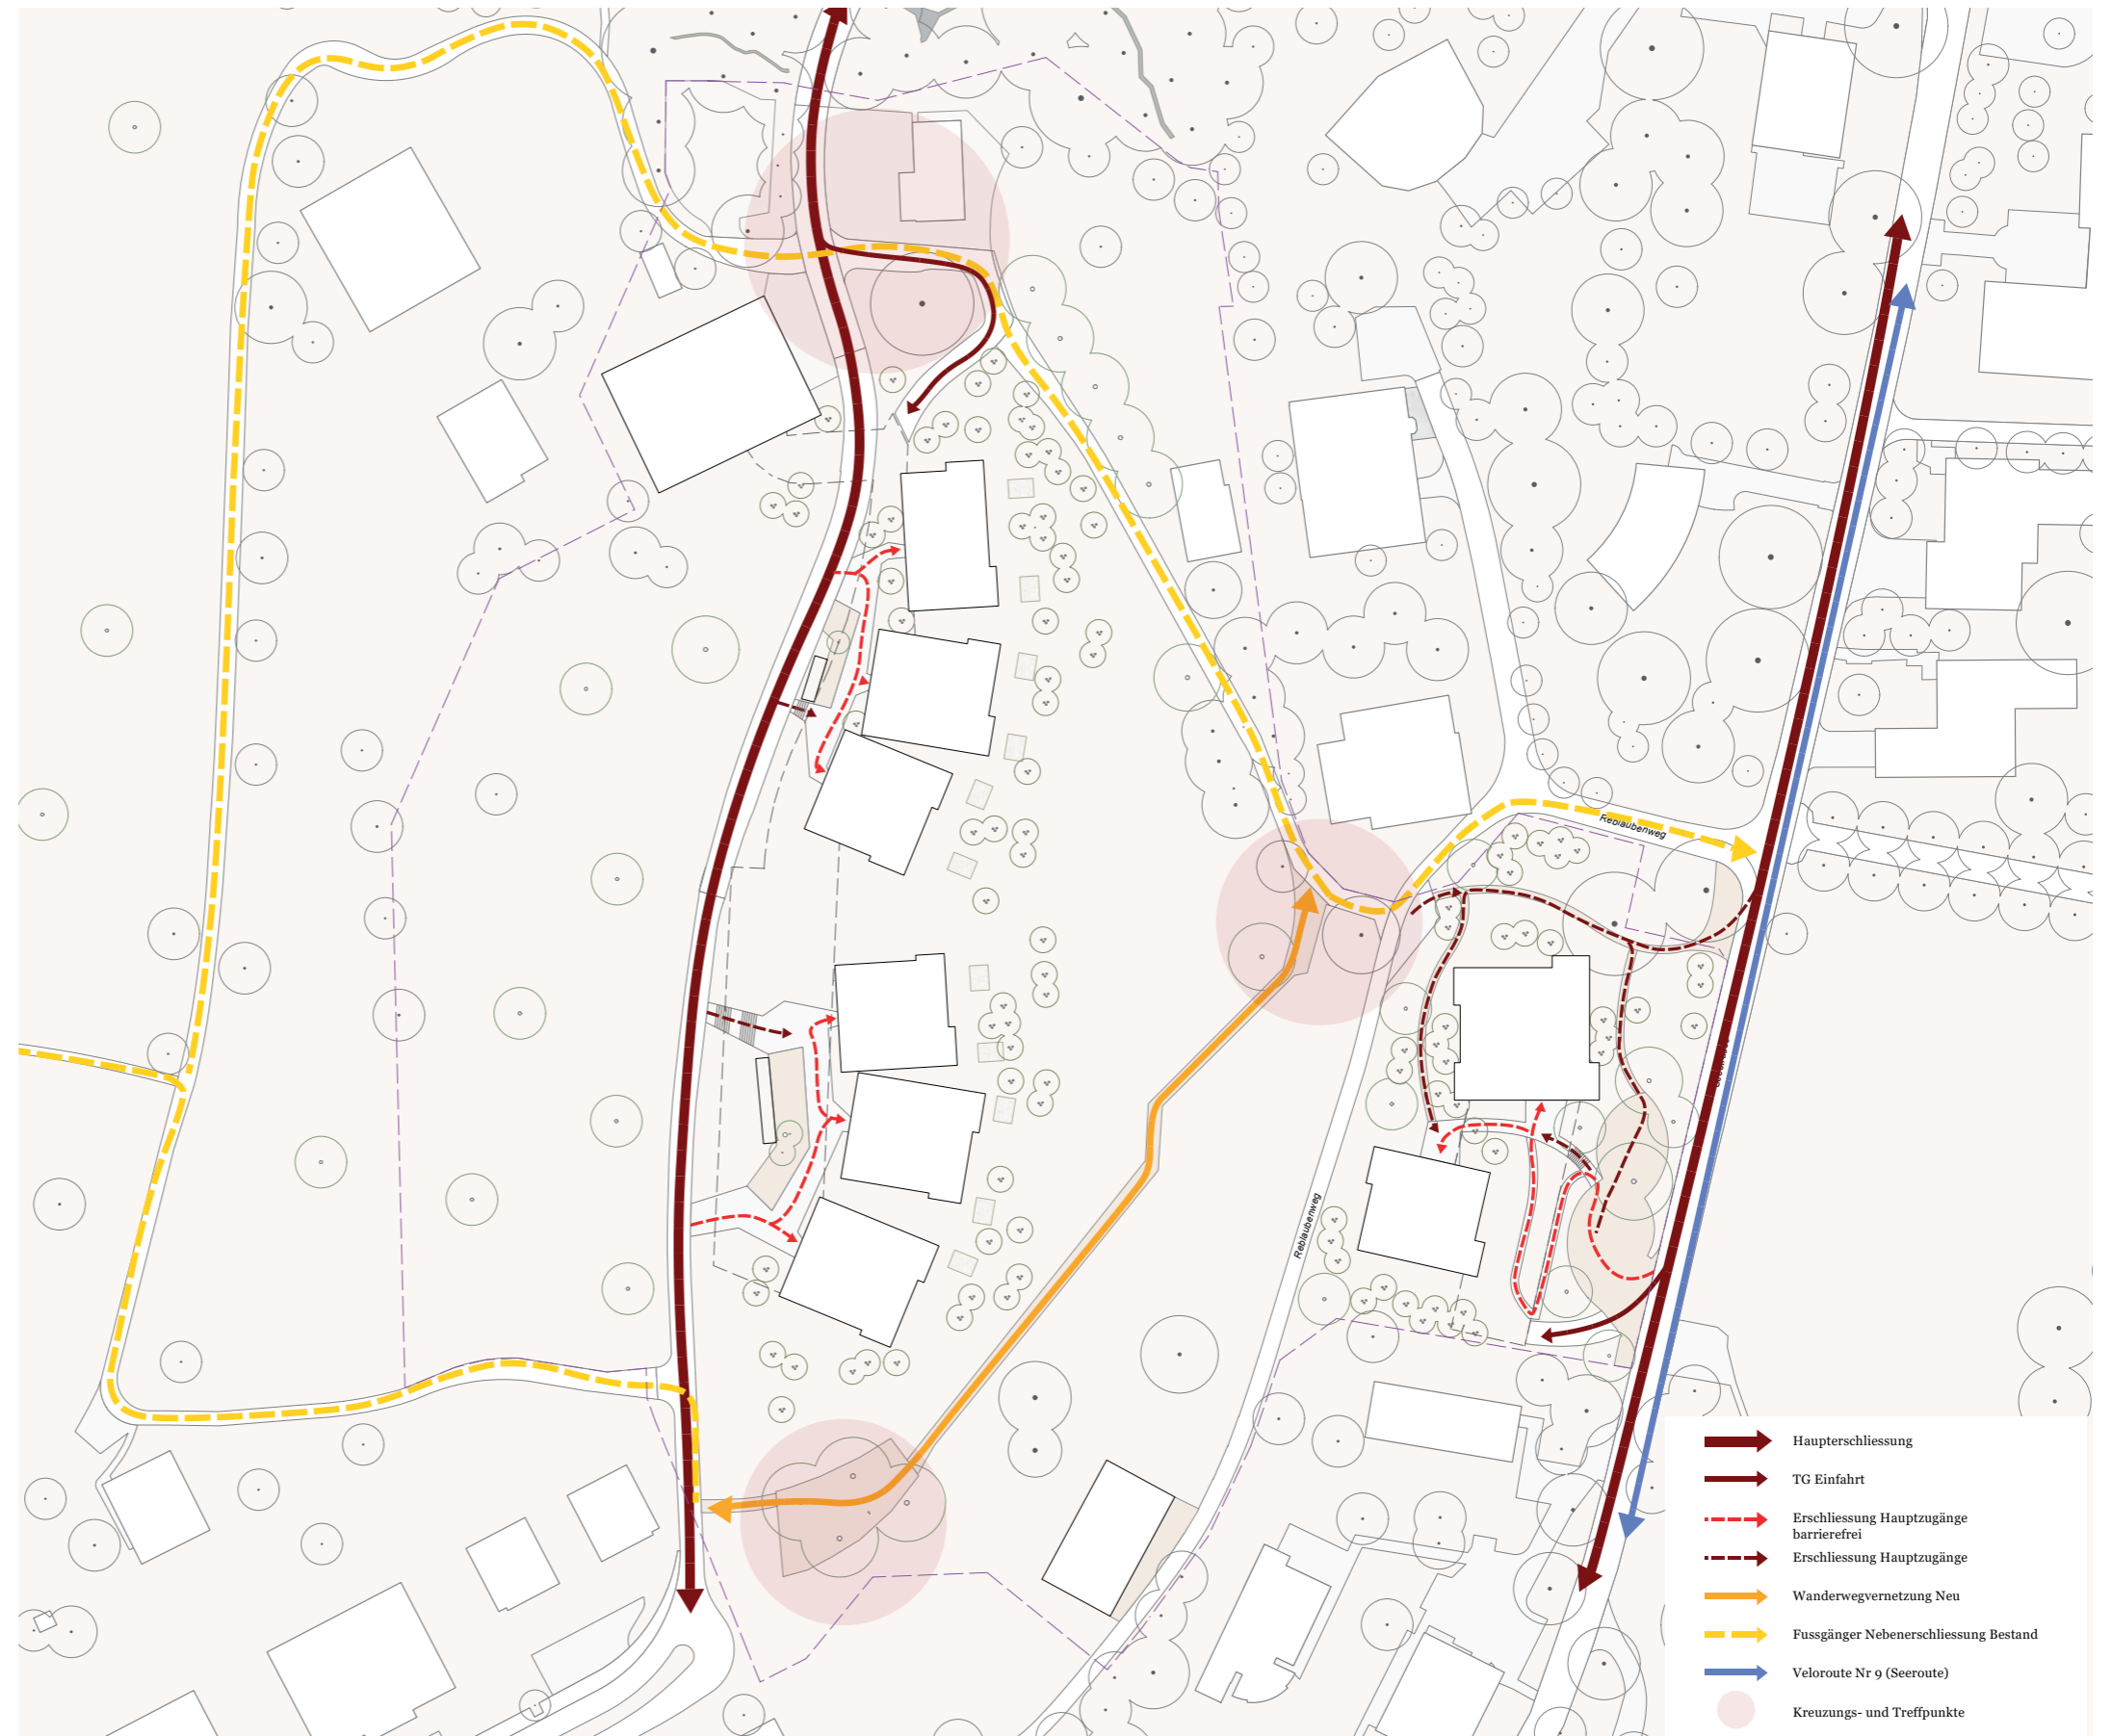 Reblaubenweg
Reblaubenweg
Haupterschliessung
TG Einfahrt
Erschliessung Hauptzugänge
barrierefrei
Erschliessung Hauptzugänge
Wanderwegvernetzung Neu
Fussgänger Nebenerschliessung Bestand
Veloroute Nr 9 (Seeroute)
Kreuzungs- und Treffpunkte